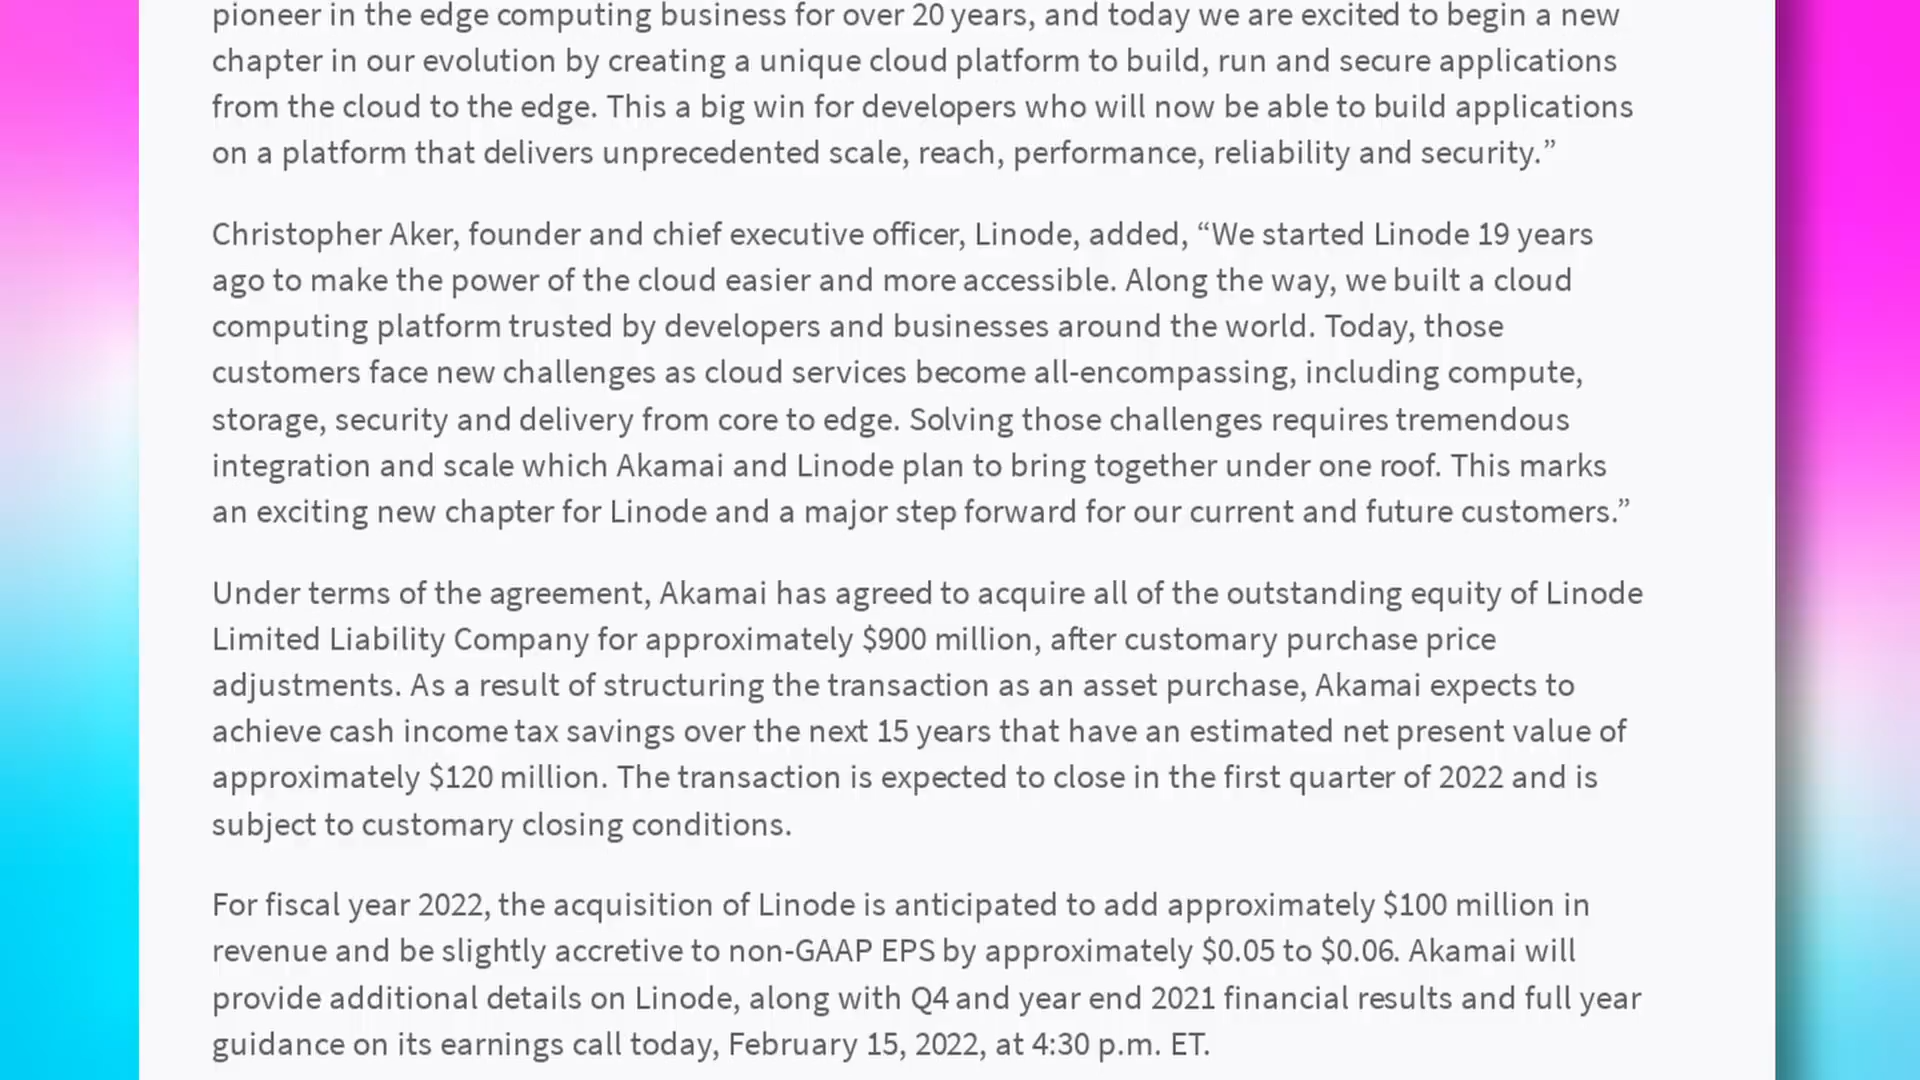 pioneer in the edge computing business for over 20 years, and today we are excited to begin a new
chapter in our evolution by creating a unique cloud platform to build, run and secure applications
from the cloud to the edge. This a big win for developers who will now be able to build applications
on a platform that delivers unprecedented scale, reach, performance, reliability and security.”
Christopher Aker, founder and chief executive officer, Linode, added, “We started Linode 19 years
ago to make the power of the cloud easier and more accessible. Along the way, we built a cloud
computing platform trusted by developers and businesses around the world. Today, those
customers face new challenges as cloud services become all-encompassing, including compute,
storage, security and delivery from core to edge. Solving those challenges requires tremendous
integration and scale which Akamai and Linode plan to bring together under one roof. This marks
an exciting new chapter for Linode and a major step forward for our current and future customers.”
Under terms of the agreement, Akamai has agreed to acquire all of the outstanding equity of Linode
Limited Liability Company for approximately $900 million, after customary purchase price
adjustments. As a result of structuring the transaction as an asset purchase, Akamai expects to
achieve cash income tax savings over the next 15 years that have an estimated net present value of
approximately $120 million. The transaction is expected to close in the first quarter of 2022 and is
subject to customary closing conditions.
For fiscal year 2022, the acquisition of Linode is anticipated to add approximately $100 million in
revenue and be slightly accretive to non-GAAP EPS by approximately $0.05 to $0.06. Akamai will
provide additional details on Linode, along with Q4 and year end 2021 financial results and full year
guidance on its earnings call today, February 15, 2022, at 4:30 p.m. ET.